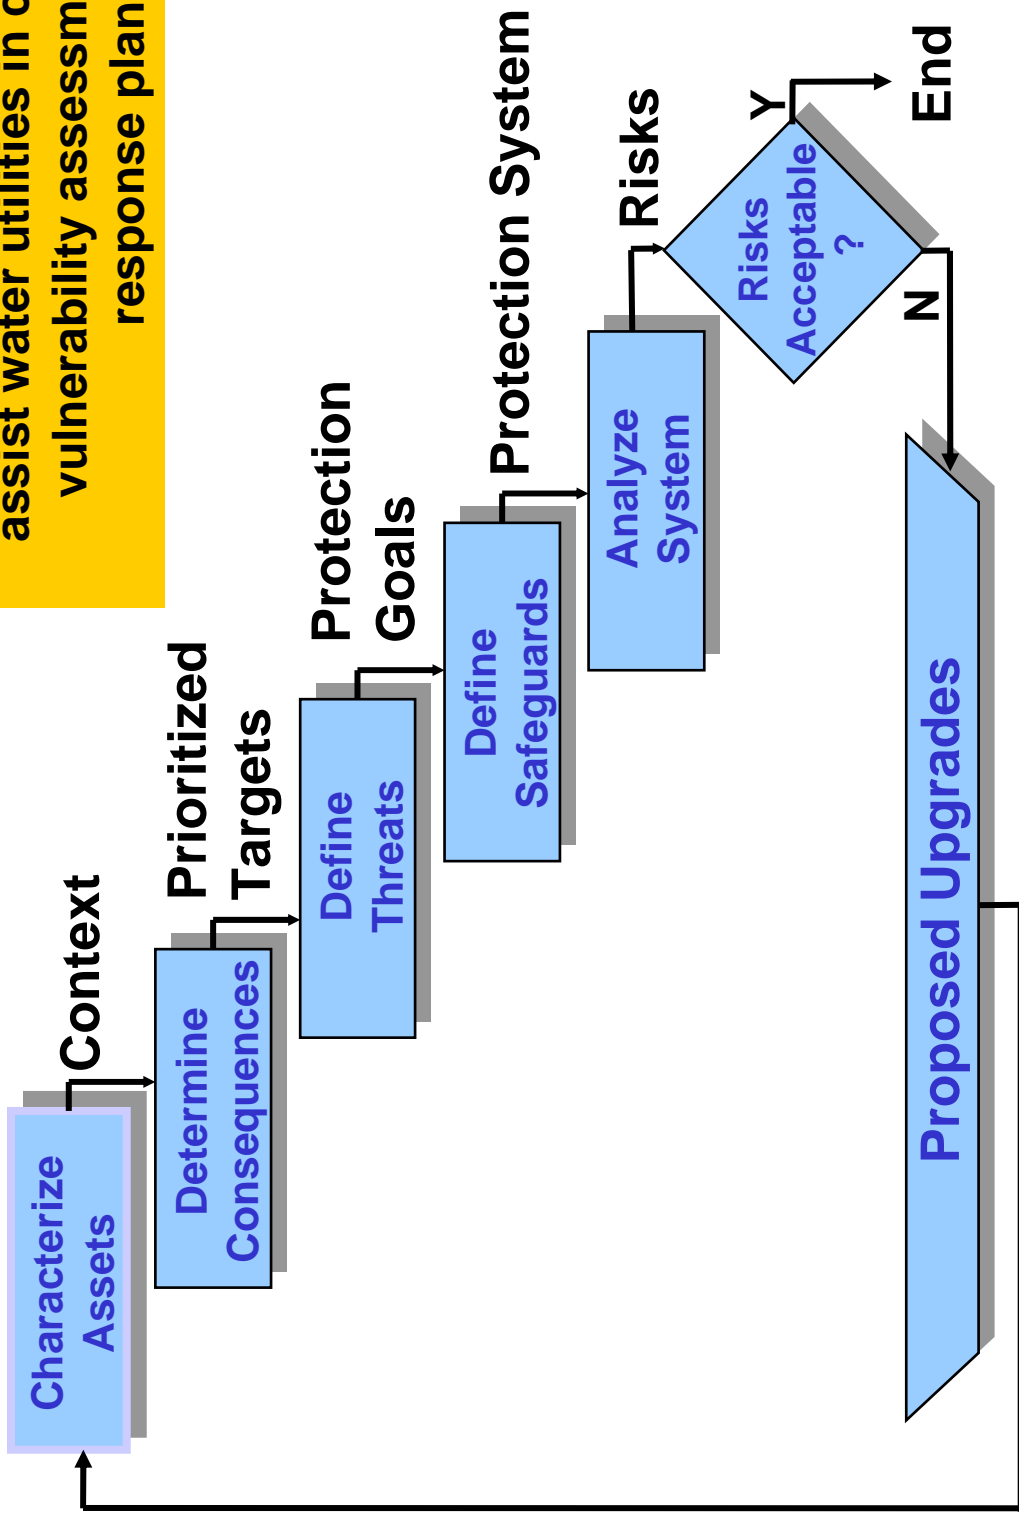 assist water utilities in
vulnerability
response plan
Characterize
Assets
Context
Determine
Consequences
Prioritized
Targets
Define
Threats
Protection
Goals
Define
Safeguards
Protection System
Analyze
System
Risks
Risks
Acceptable
?
Y
End
N
Proposed Upgrades